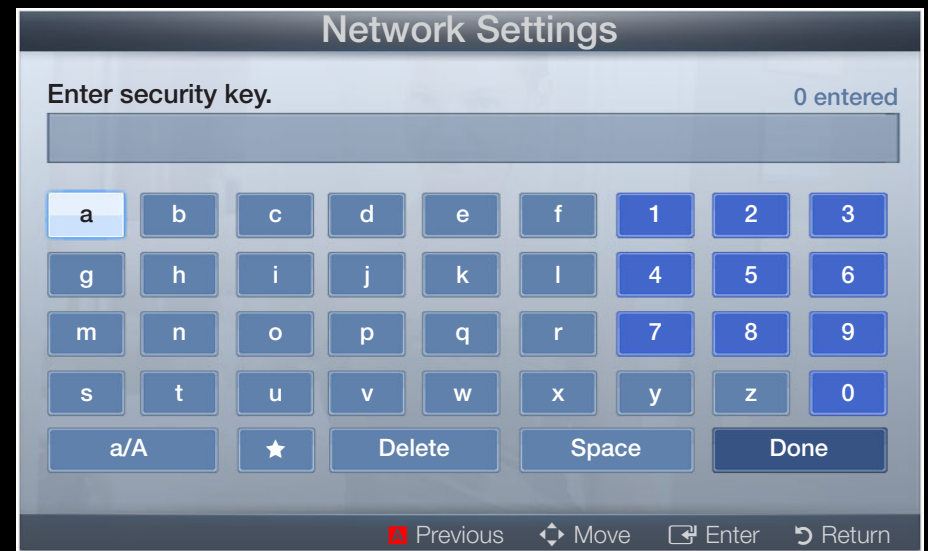 Network Settings
Enter security key. 0 entered
a b c d e f 1 2 3
g h i j k l 4 5 6
m n o p q r 7 8 9
s t u v w x y z 0
a/A ★ Delete Space Done
A Previous Move Enter Return